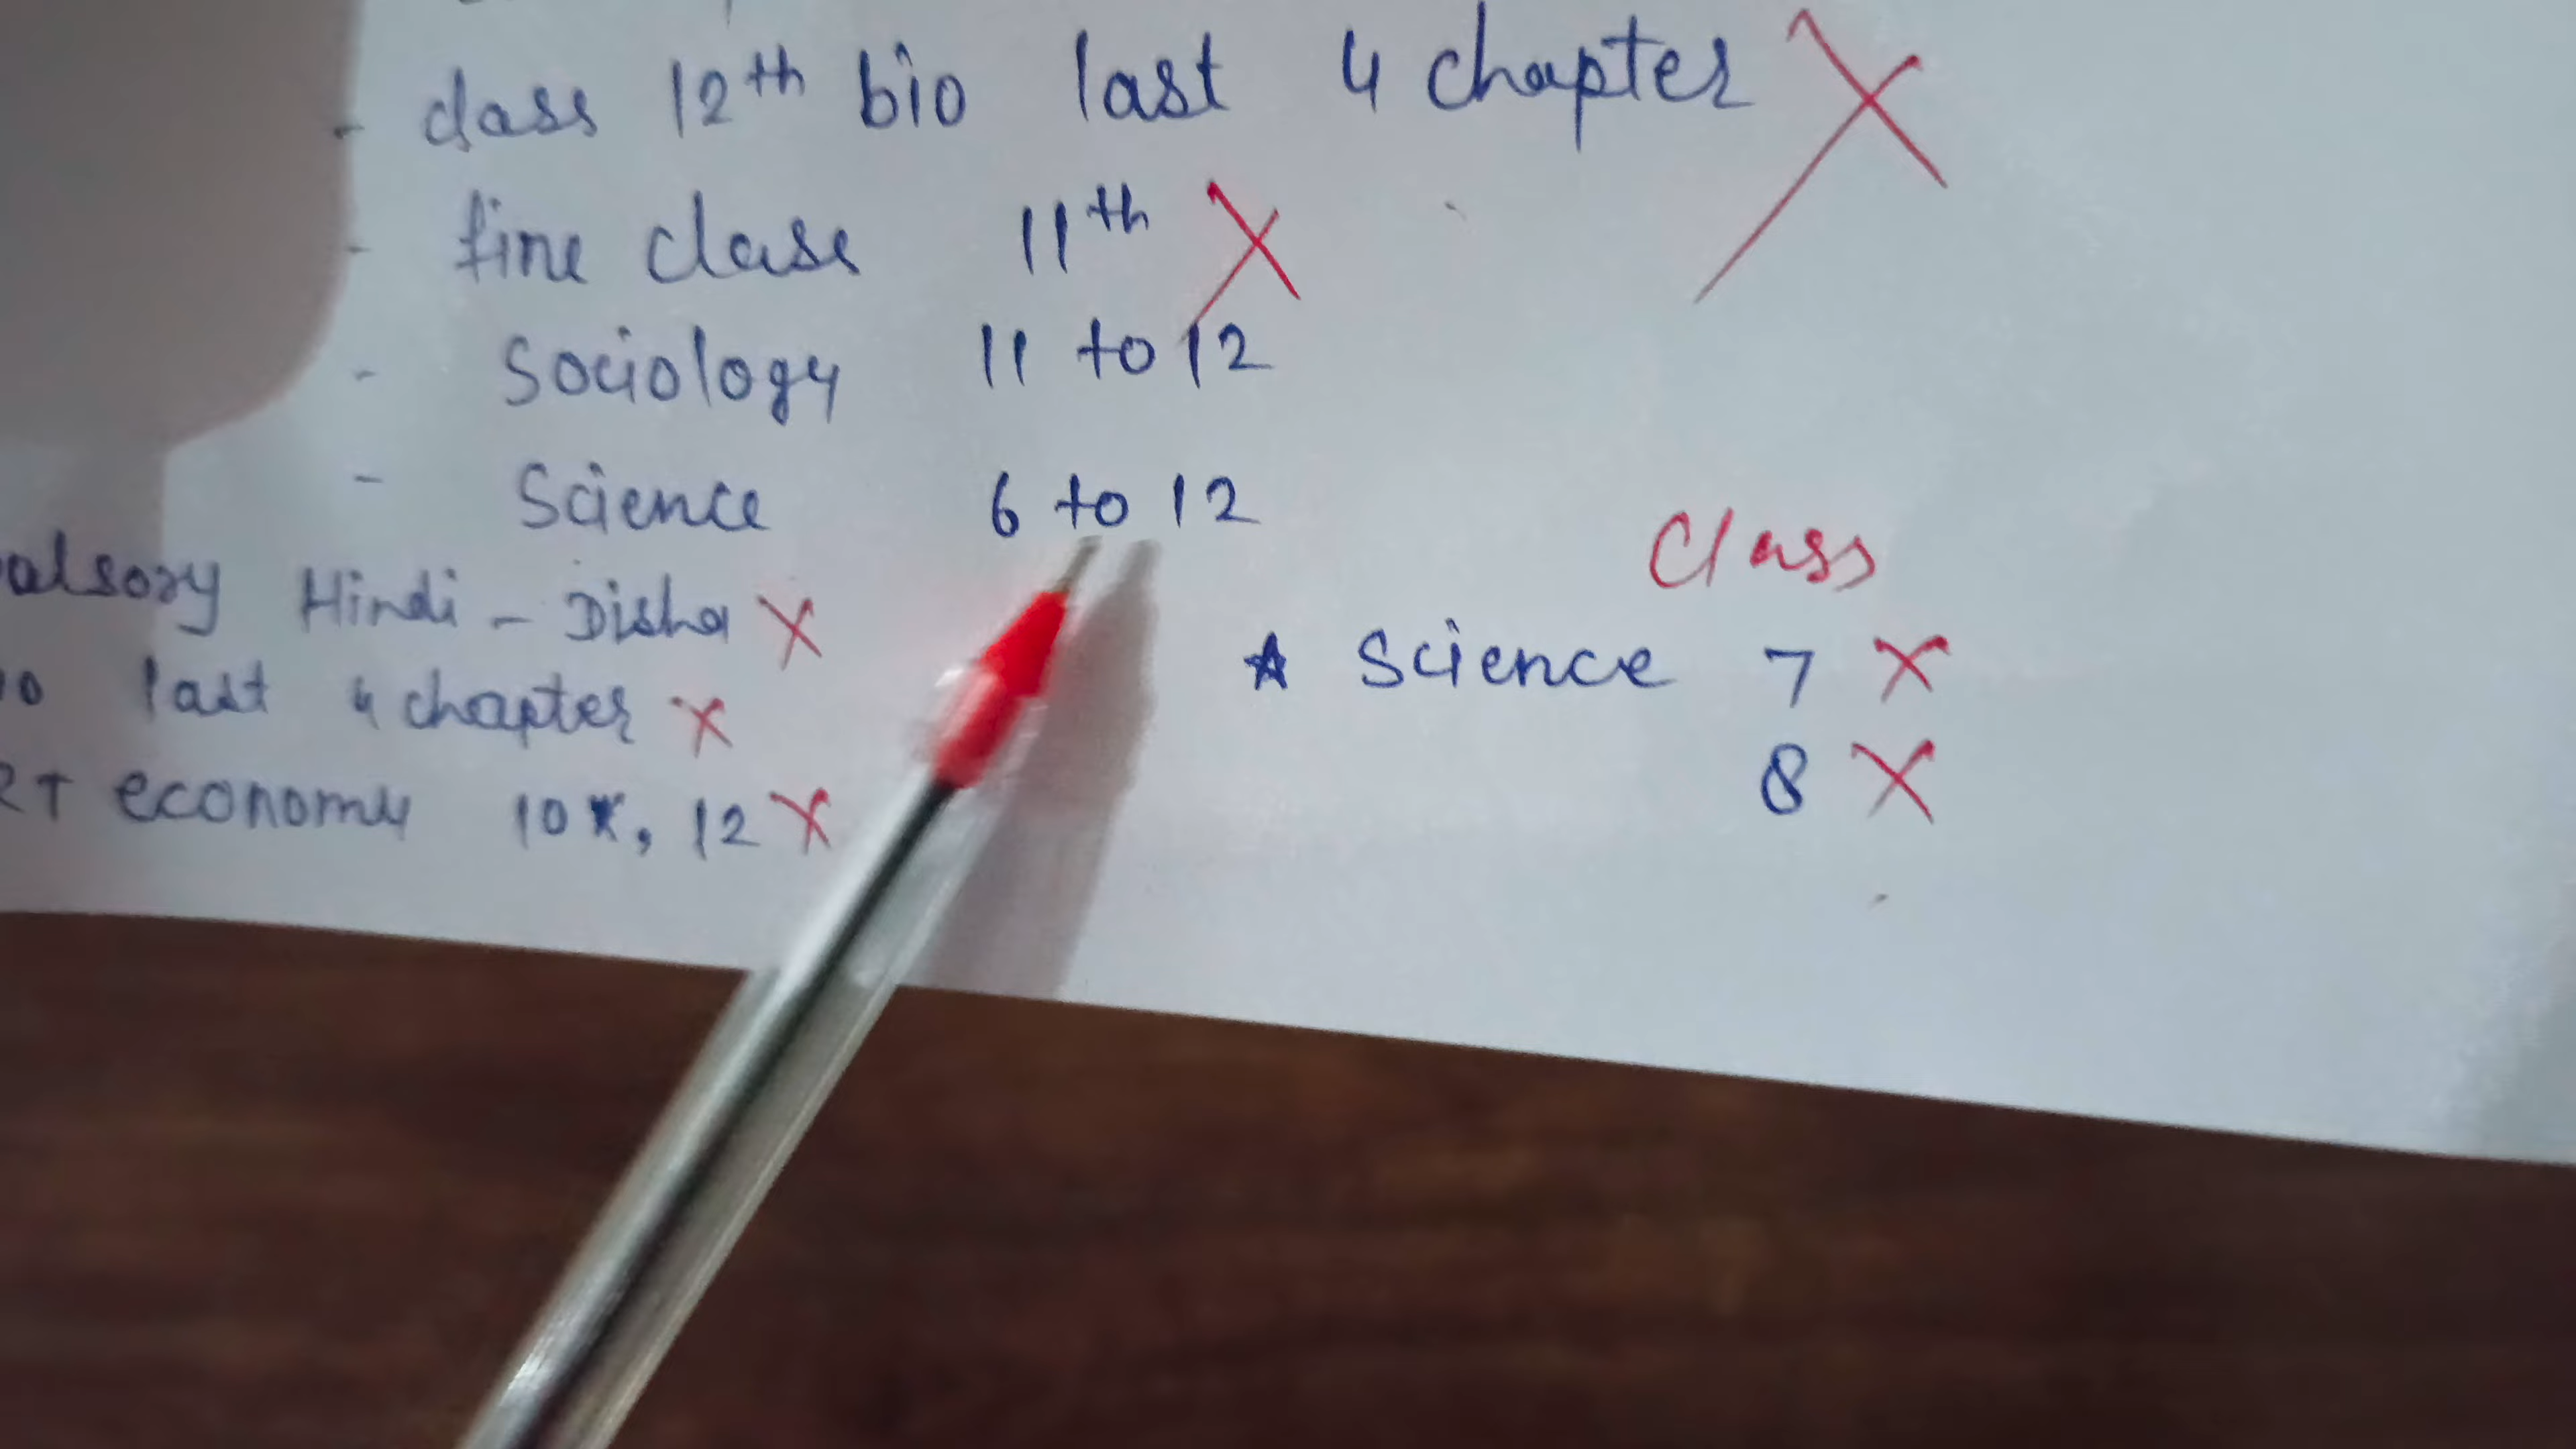 - class 12th bio last 4 chapter X
- fine class 11th X
- Sociology 11 to 12
- Science 6 to 12
alsory Hindi - Disha X
last 4 chapter X
economy 10 x, 12 X
Class
★ Science 7 X
8 X